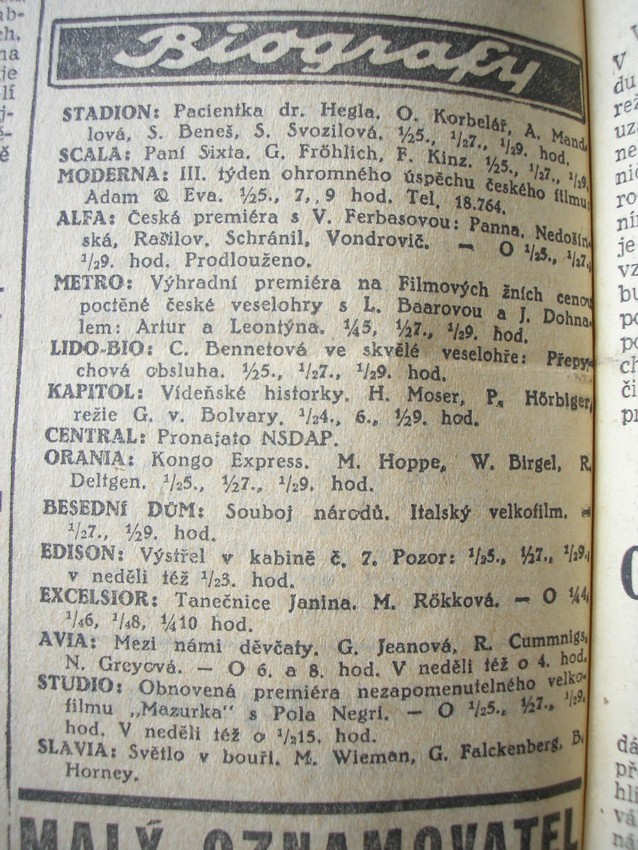 Biografy
STADION: Pacientka dr. Hegla. O. Korbelář, A. Mand-
lová, S. Beneš, S. Svozilová. ½5., ½7., ½9. hod.
SCALA: Paní Sixta. G. Fröhlich, F. Kinz. ½5., ½7., ½9.
MODERNA: III. týden ohromného úspěchu českého filmu:
Adam & Eva. ½5., 7,, 9 hod. Tel. 18.764.
ALFA: Česká premiéra s V. Ferbasovou: Panna. Nedošín-
ská, Rašilov, Schránil, Vondrovič. — O ½5., ½7.,
½9. hod. Prodlouženo.
METRO: Výhradní premiéra na Filmových žních cenou
poctěné české veselohry s L. Baarovou a J. Dohna-
lem: Artur a Leontýna. ¼5, ½7., ½9. hod.
LIDO-BIO: C. Bennetová ve skvělé veselohře: Přepy-
chová obsluha. ½5., ½7., ½9. hod.
KAPITOL: Vídeňské historky. H. Moser, P. Hörbiger,
režie G. v. Bolvary. ½4., 6., ½9. hod.
CENTRAL: Pronajato NSDAP.
ORANIA: Kongo Express. M. Hoppe, W. Birgel, R.
Deltgen. ½5., ½7., ½9. hod.
BESEDNÍ DŮM: Souboj národů. Italský velkofilm. —
½7., ½9. hod.
EDISON: Výstřel v kabině č. 7. Pozor: ½5., ½7., ½9.,
v neděli též ½3. hod.
EXCELSIOR: Tanečnice Janina. M. Rökková. — O ¼4,
¼6, ¼8, ¼10 hod.
AVIA: Mezi námi děvčaty. G. Jeanová, R. Cummnigs,
N. Greyová. — O 6. a 8. hod. V neděli též o 4. hod.
STUDIO: Obnovená premiéra nezapomenutelného velko-
filmu „Mazurka" s Pola Negri. — O ½5., ½7., ½9.
hod. V neděli též o ½15. hod.
SLAVIA: Světlo v bouři. M. Wieman, G. Falckenberg, B.
Horney.
MALÝ OZNAMOVATEL